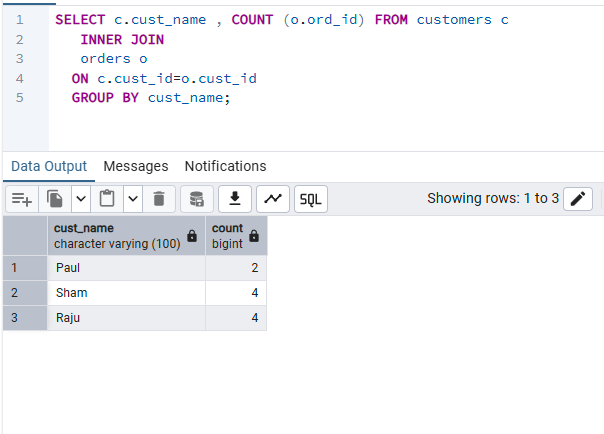 1 SELECT c.cust_name , COUNT (o.ord_id) FROM customers c
2 INNER JOIN
3 orders o
4 ON c.cust_id=o.cust_id
5 GROUP BY cust_name;
Data Output Messages Notifications
SQL Showing rows: 1 to 3
cust_name count
character varying (100) bigint
1 Paul 2
2 Sham 4
3 Raju 4